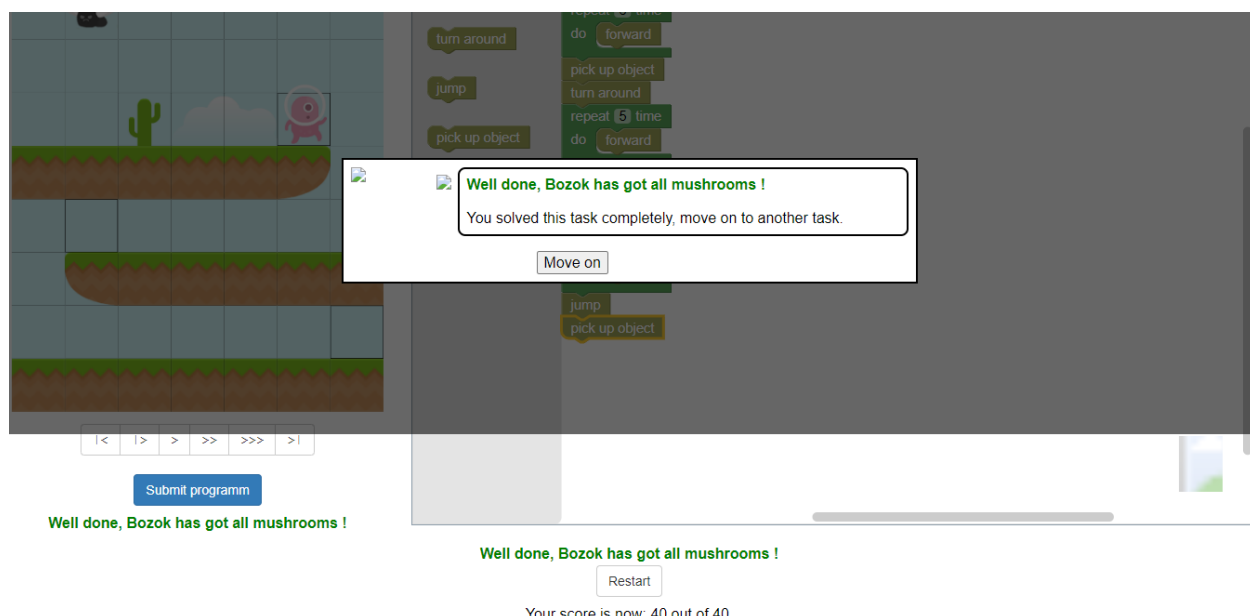 repeat 5 time
turn around
do forward
pick up object
jump
turn around
repeat 5 time
pick up object
do forward
Well done, Bozok has got all mushrooms !
You solved this task completely, move on to another task.
Move on
jump
pick up object
|< |> > >> >>> >|
Submit programm
Well done, Bozok has got all mushrooms !
Well done, Bozok has got all mushrooms !
Restart
Your score is now: 40 out of 40